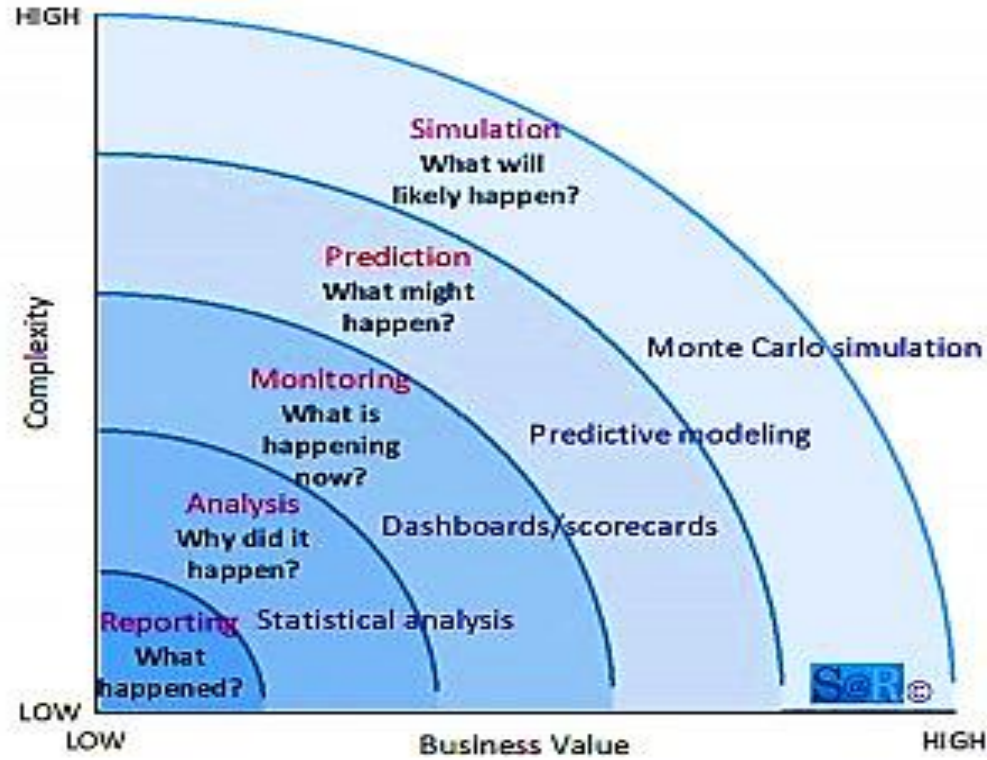 HIGH
Simulation
What will
likely happen?
Prediction
What might
happen?
Complexity
Monte Carlo simulation
Monitoring
What is
happening
now?
Predictive modeling
Analysis
Why did it
happen?
Dashboards/scorecards
Reporting
What
happened?
Statistical analysis
S@R©
LOW
LOW
Business Value
HIGH